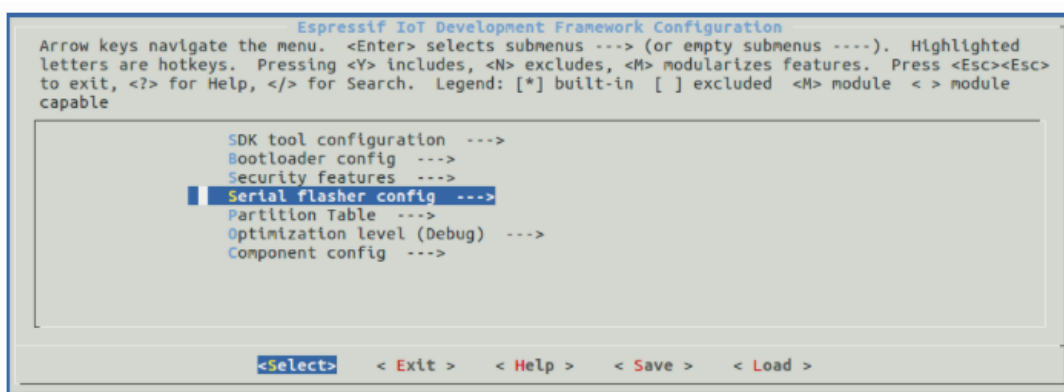 Espressif IoT Development Framework Configuration
Arrow keys navigate the menu.  <Enter> selects submenus ---> (or empty submenus ----).  Highlighted
letters are hotkeys.  Pressing <Y> includes, <N> excludes, <M> modularizes features.  Press <Esc><Esc>
to exit, <?> for Help, </> for Search.  Legend: [*] built-in  [ ] excluded  <M> module  < > module
capable
SDK tool configuration  --->
Bootloader config  --->
Security features  --->
Serial flasher config  --->
Partition Table  --->
Optimization level (Debug)  --->
Component config  --->
<Select>    < Exit >    < Help >    < Save >    < Load >